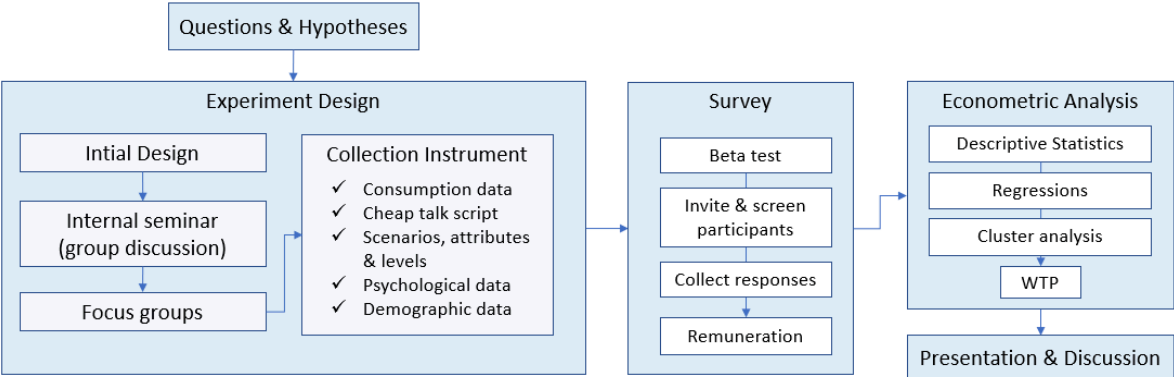 Questions & Hypotheses
Experiment Design
Intial Design
Internal seminar
(group discussion)
Focus groups
Collection Instrument
✓ Consumption data
✓ Cheap talk script
✓ Scenarios, attributes
& levels
✓ Psychological data
✓ Demographic data
Survey
Beta test
Invite & screen
participants
Collect responses
Remuneration
Econometric Analysis
Descriptive Statistics
Regressions
Cluster analysis
WTP
Presentation & Discussion